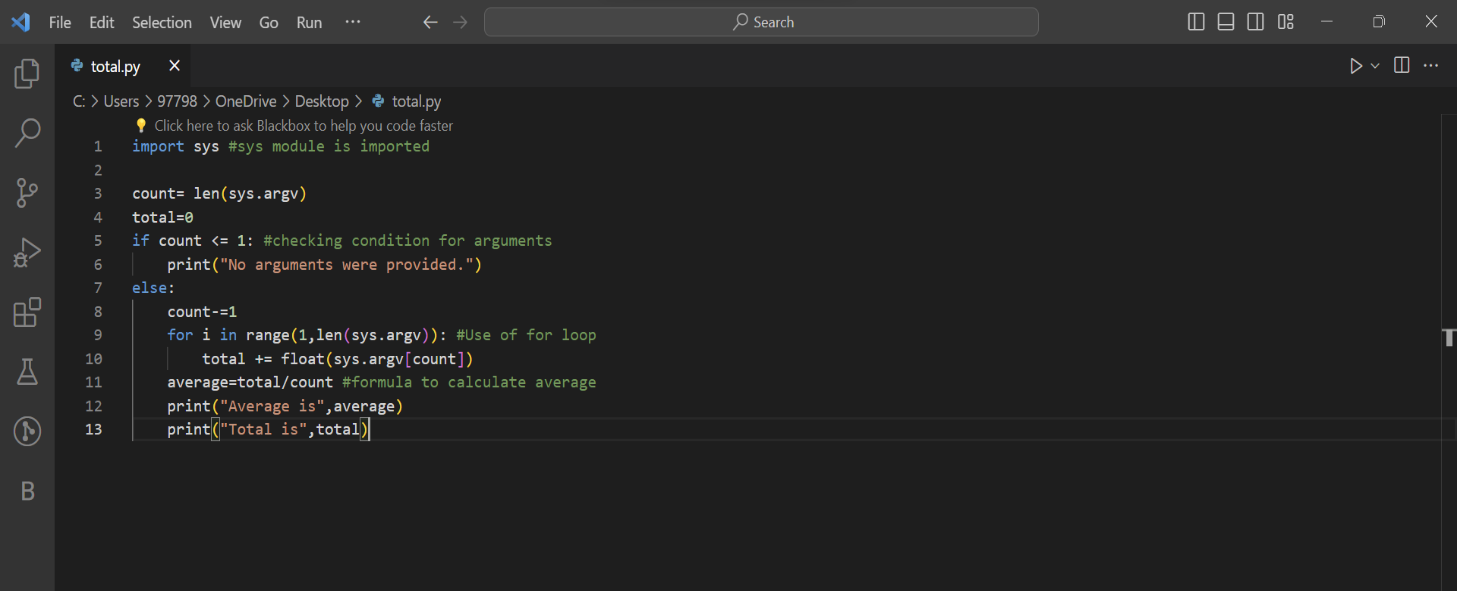 File Edit Selection View Go Run ··· Search
total.py
C: > Users > 97798 > OneDrive > Desktop > total.py
Click here to ask Blackbox to help you code faster
1 import sys #sys module is imported
2
3 count= len(sys.argv)
4 total=0
5 if count <= 1: #checking condition for arguments
6     print("No arguments were provided.")
7 else:
8     count-=1
9     for i in range(1,len(sys.argv)): #Use of for loop
10         total += float(sys.argv[count])
11     average=total/count #formula to calculate average
12     print("Average is",average)
13     print("Total is",total)